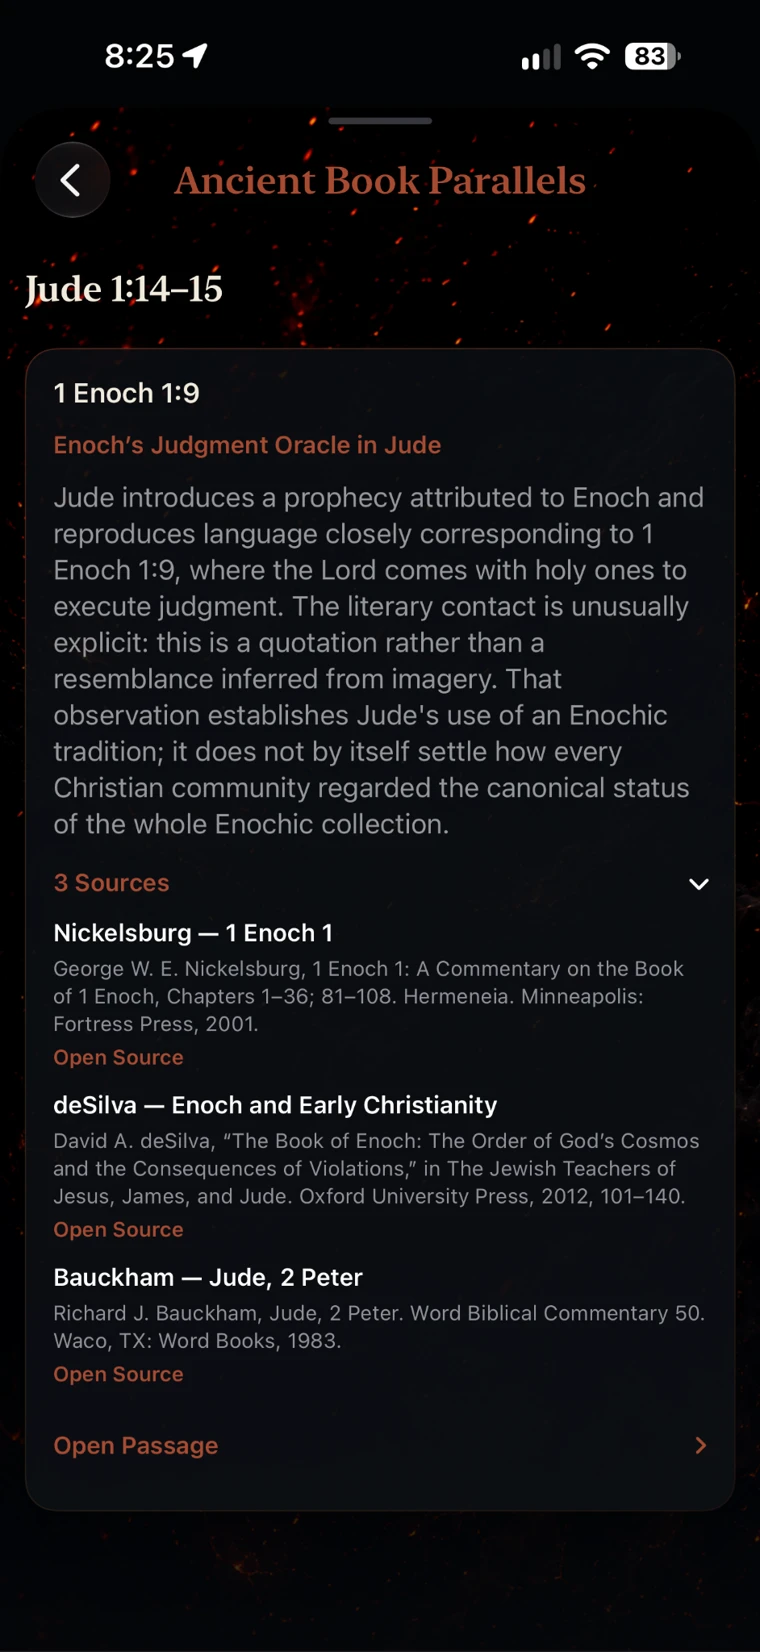 8:25
83
Ancient Book Parallels
Jude 1:14–15
1 Enoch 1:9
Enoch’s Judgment Oracle in Jude
Jude introduces a prophecy attributed to Enoch and
reproduces language closely corresponding to 1
Enoch 1:9, where the Lord comes with holy ones to
execute judgment. The literary contact is unusually
explicit: this is a quotation rather than a
resemblance inferred from imagery. That
observation establishes Jude's use of an Enochic
tradition; it does not by itself settle how every
Christian community regarded the canonical status
of the whole Enochic collection.
3 Sources
Nickelsburg — 1 Enoch 1
George W. E. Nickelsburg, 1 Enoch 1: A Commentary on the Book
of 1 Enoch, Chapters 1–36; 81–108. Hermeneia. Minneapolis:
Fortress Press, 2001.
Open Source
deSilva — Enoch and Early Christianity
David A. deSilva, “The Book of Enoch: The Order of God’s Cosmos
and the Consequences of Violations,” in The Jewish Teachers of
Jesus, James, and Jude. Oxford University Press, 2012, 101–140.
Open Source
Bauckham — Jude, 2 Peter
Richard J. Bauckham, Jude, 2 Peter. Word Biblical Commentary 50.
Waco, TX: Word Books, 1983.
Open Source
Open Passage